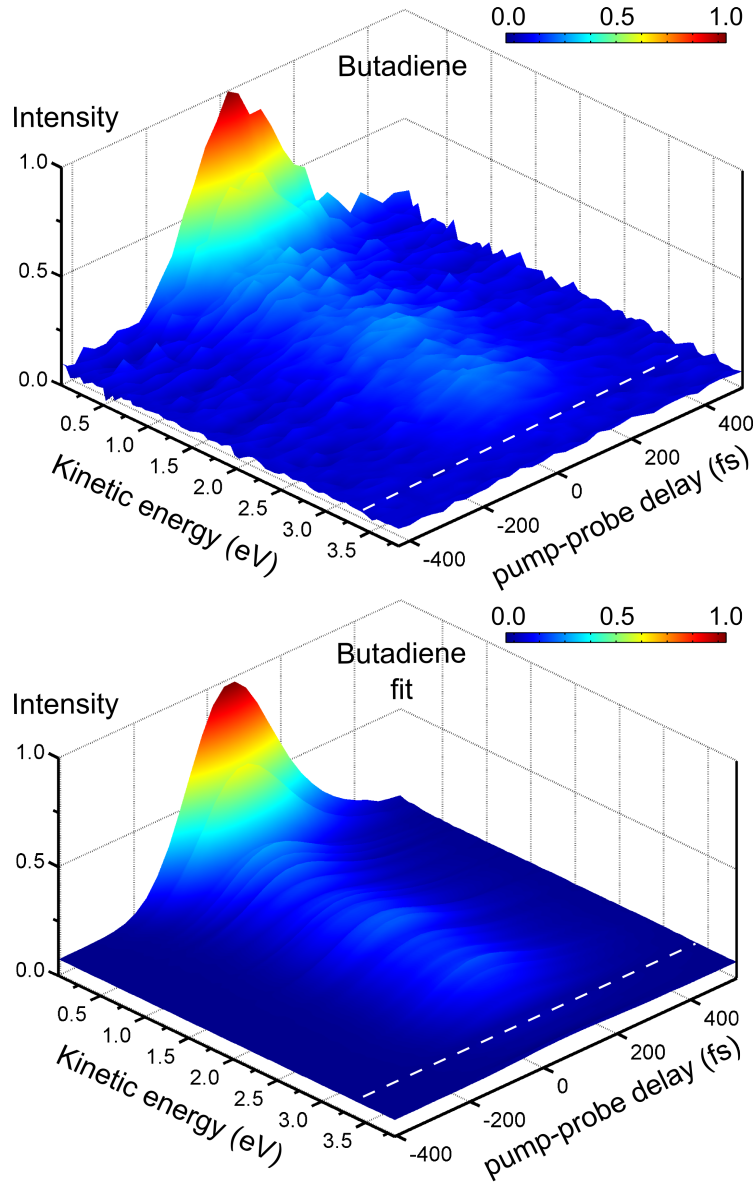 0.0 0.5 1.0
Butadiene
Intensity
1.0
0.5
0.0
0.5 1.0 1.5 2.0 2.5 3.0 3.5
Kinetic energy (eV)
-400 -200 0 200 400
pump-probe delay (fs)
0.0 0.5 1.0
Butadiene
fit
Intensity
1.0
0.5
0.0
0.5 1.0 1.5 2.0 2.5 3.0 3.5
Kinetic energy (eV)
-400 -200 0 200 400
pump-probe delay (fs)